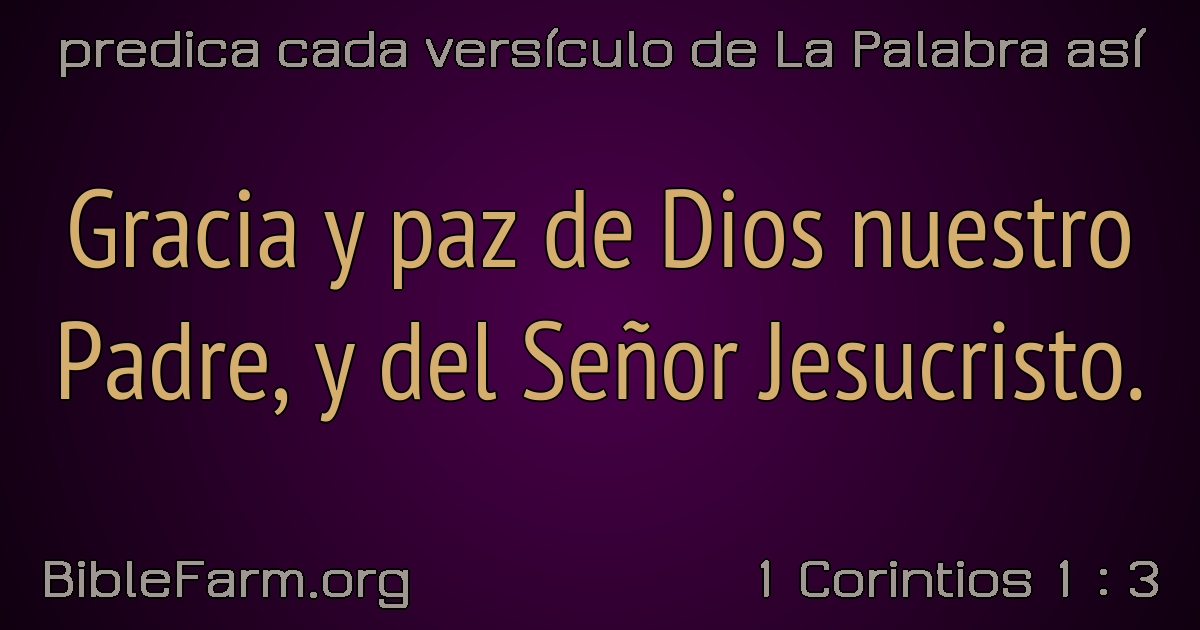 predica cada versículo de La Palabra así
Gracia y paz de Dios nuestro
Padre, y del Señor Jesucristo.
BibleFarm.org
1 Corintios 1 : 3